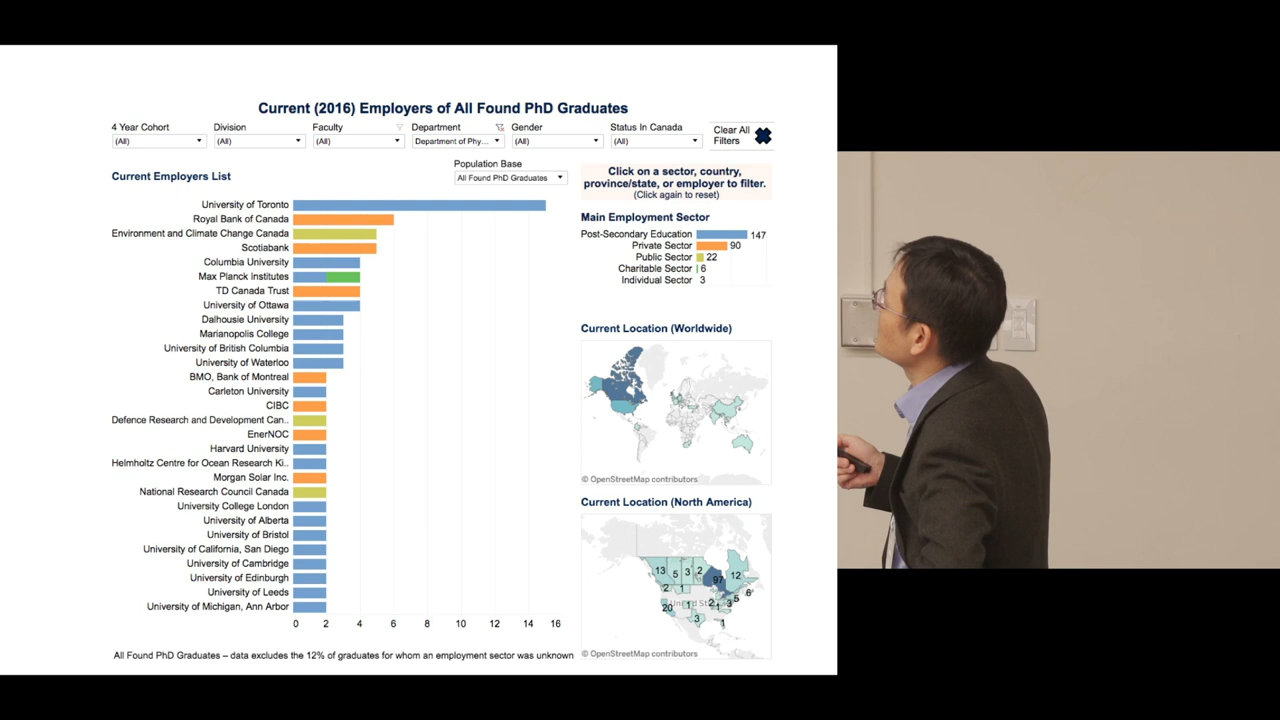 Current (2016) Employers of All Found PhD Graduates
4 Year Cohort Division Faculty Department Gender Status In Canada
(All) (All) (All) Department of Phy... (All) (All)
Clear All
Filters
Population Base
All Found PhD Graduates
Current Employers List
University of Toronto
Royal Bank of Canada
Environment and Climate Change Canada
Scotiabank
Columbia University
Max Planck Institutes
TD Canada Trust
University of Ottawa
Dalhousie University
Marianopolis College
University of British Columbia
University of Waterloo
BMO, Bank of Montreal
Carleton University
CIBC
Defence Research and Development Can..
EnerNOC
Harvard University
Helmholtz Centre for Ocean Research Ki..
Morgan Solar Inc.
National Research Council Canada
University College London
University of Alberta
University of Bristol
University of California, San Diego
University of Cambridge
University of Edinburgh
University of Leeds
University of Michigan, Ann Arbor
0 2 4 6 8 10 12 14 16
All Found PhD Graduates – data excludes the 12% of graduates for whom an employment sector was unknown
Click on a sector, country,
province/state, or employer to filter.
(Click again to reset)
Main Employment Sector
Post-Secondary Education 147
Private Sector 90
Public Sector 22
Charitable Sector 6
Individual Sector 3
Current Location (Worldwide)
© OpenStreetMap contributors
Current Location (North America)
13 5 3 2 97 12
2 1 5 6
20 1 2 1 3
3 1
© OpenStreetMap contributors